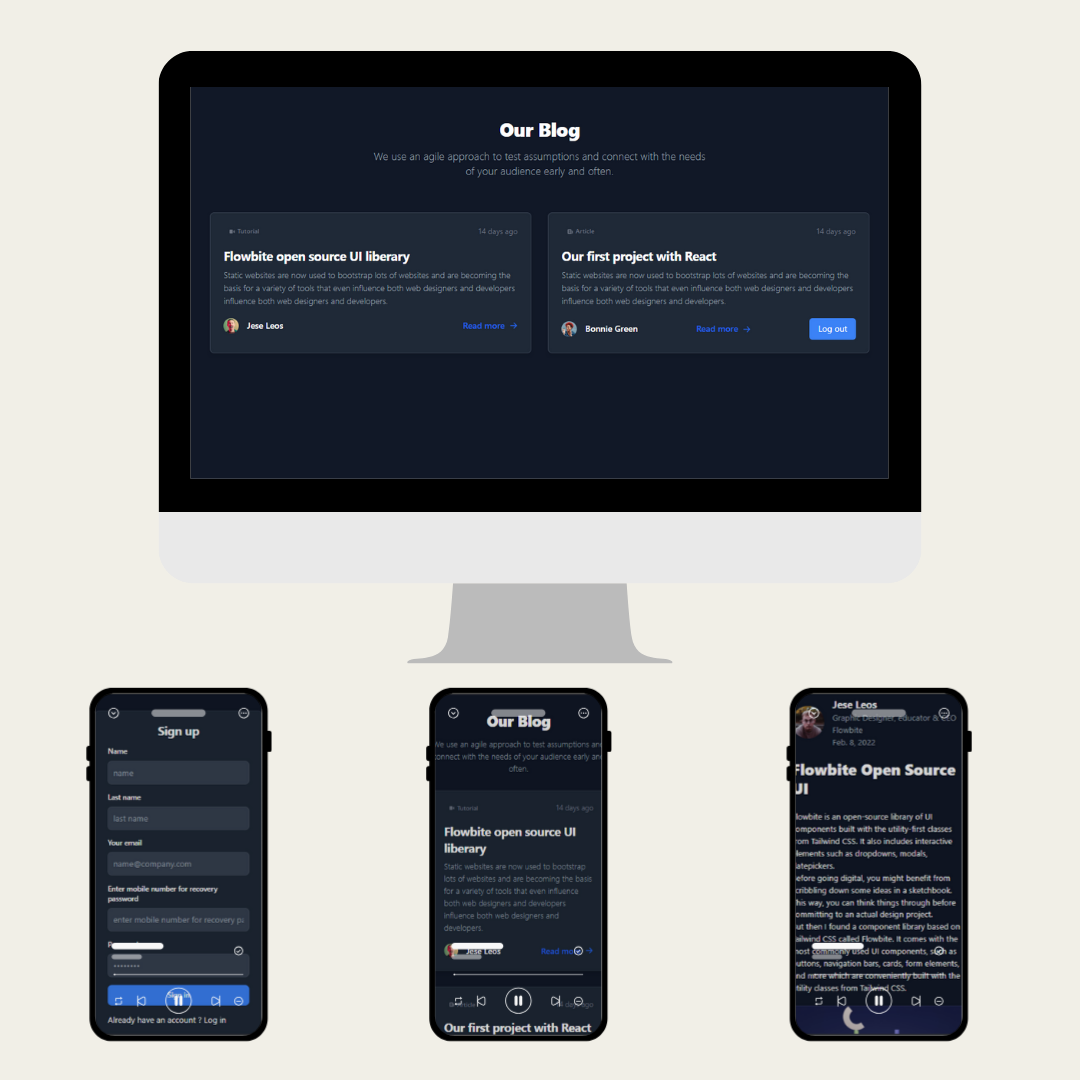 Our Blog
We use an agile approach to test assumptions and connect with the needs
of your audience early and often.
Tutorial
14 days ago
Flowbite open source UI liberary
Static websites are now used to bootstrap lots of websites and are becoming the
basis for a variety of tools that even influence both web designers and developers
influence both web designers and developers.
Jese Leos
Read more →
Article
14 days ago
Our first project with React
Static websites are now used to bootstrap lots of websites and are becoming the
basis for a variety of tools that even influence both web designers and developers
influence both web designers and developers.
Bonnie Green
Read more →
Log out
Sign up
Name
name
Last name
last name
Your email
name@company.com
Enter mobile number for recovery
password
enter mobile number for recovery
Already have an account ? Log in
Our Blog
We use an agile approach to test assumptions and
connect with the needs of your audience early and
often.
Tutorial
14 days ago
Flowbite open source UI
liberary
Static websites are now used to bootstrap
lots of websites and are becoming the basis
for a variety of tools that even influence
both web designers and developers
influence both web designers and
developers.
Jese Leos
Read
14 days ago
Our first project with React
Jese Leos
Graphic Designer, educator & CEO
Flowbite
Feb. 8, 2022
Flowbite Open Source
UI
lowbite is an open-source library of UI
omponents built with the utility-first classes
rom Tailwind CSS. It also includes interactive
lements such as dropdowns, modals,
atepickers.
efore going digital, you might benefit from
cribbling down some ideas in a sketchbook.
his way, you can think things through before
ommitting to an actual design project.
ut then I found a component library based on
ailwind CSS called Flowbite. It comes with the
most commonly used UI components, such as
uttons, navigation bars, cards, form elements,
nd more which are conveniently built with the
tility classes from Tailwind CSS.